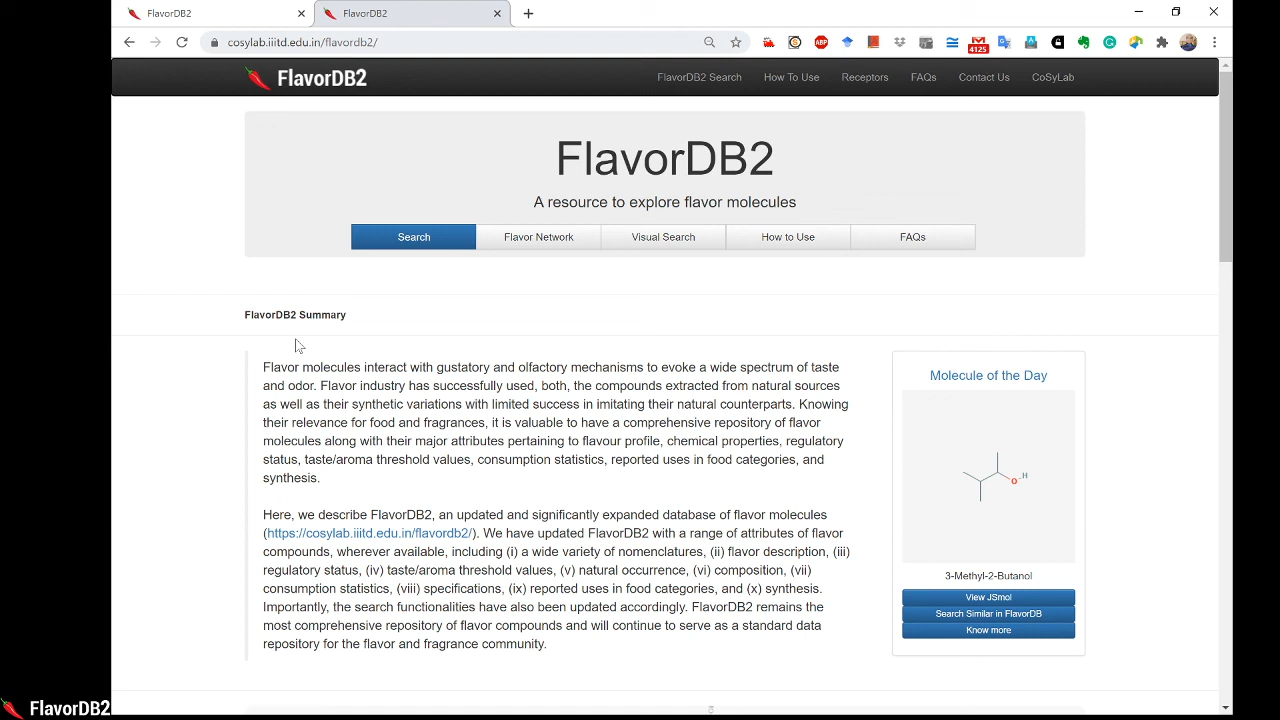 FlavorDB2
FlavorDB2
cosylab.iiitd.edu.in/flavordb2/
ABP
4125
FlavorDB2
FlavorDB2 Search
How To Use
Receptors
FAQs
Contact Us
CoSyLab
FlavorDB2
A resource to explore flavor molecules
Search
Flavor Network
Visual Search
How to Use
FAQs
FlavorDB2 Summary
Flavor molecules interact with gustatory and olfactory mechanisms to evoke a wide spectrum of taste
and odor. Flavor industry has successfully used, both, the compounds extracted from natural sources
as well as their synthetic variations with limited success in imitating their natural counterparts. Knowing
their relevance for food and fragrances, it is valuable to have a comprehensive repository of flavor
molecules along with their major attributes pertaining to flavour profile, chemical properties, regulatory
status, taste/aroma threshold values, consumption statistics, reported uses in food categories, and
synthesis.
Here, we describe FlavorDB2, an updated and significantly expanded database of flavor molecules
(https://cosylab.iiitd.edu.in/flavordb2/). We have updated FlavorDB2 with a range of attributes of flavor
compounds, wherever available, including (i) a wide variety of nomenclatures, (ii) flavor description, (iii)
regulatory status, (iv) taste/aroma threshold values, (v) natural occurrence, (vi) composition, (vii)
consumption statistics, (viii) specifications, (ix) reported uses in food categories, and (x) synthesis.
Importantly, the search functionalities have also been updated accordingly. FlavorDB2 remains the
most comprehensive repository of flavor compounds and will continue to serve as a standard data
repository for the flavor and fragrance community.
Molecule of the Day
O H
3-Methyl-2-Butanol
View JSmol
Search Similar in FlavorDB
Know more
FlavorDB2